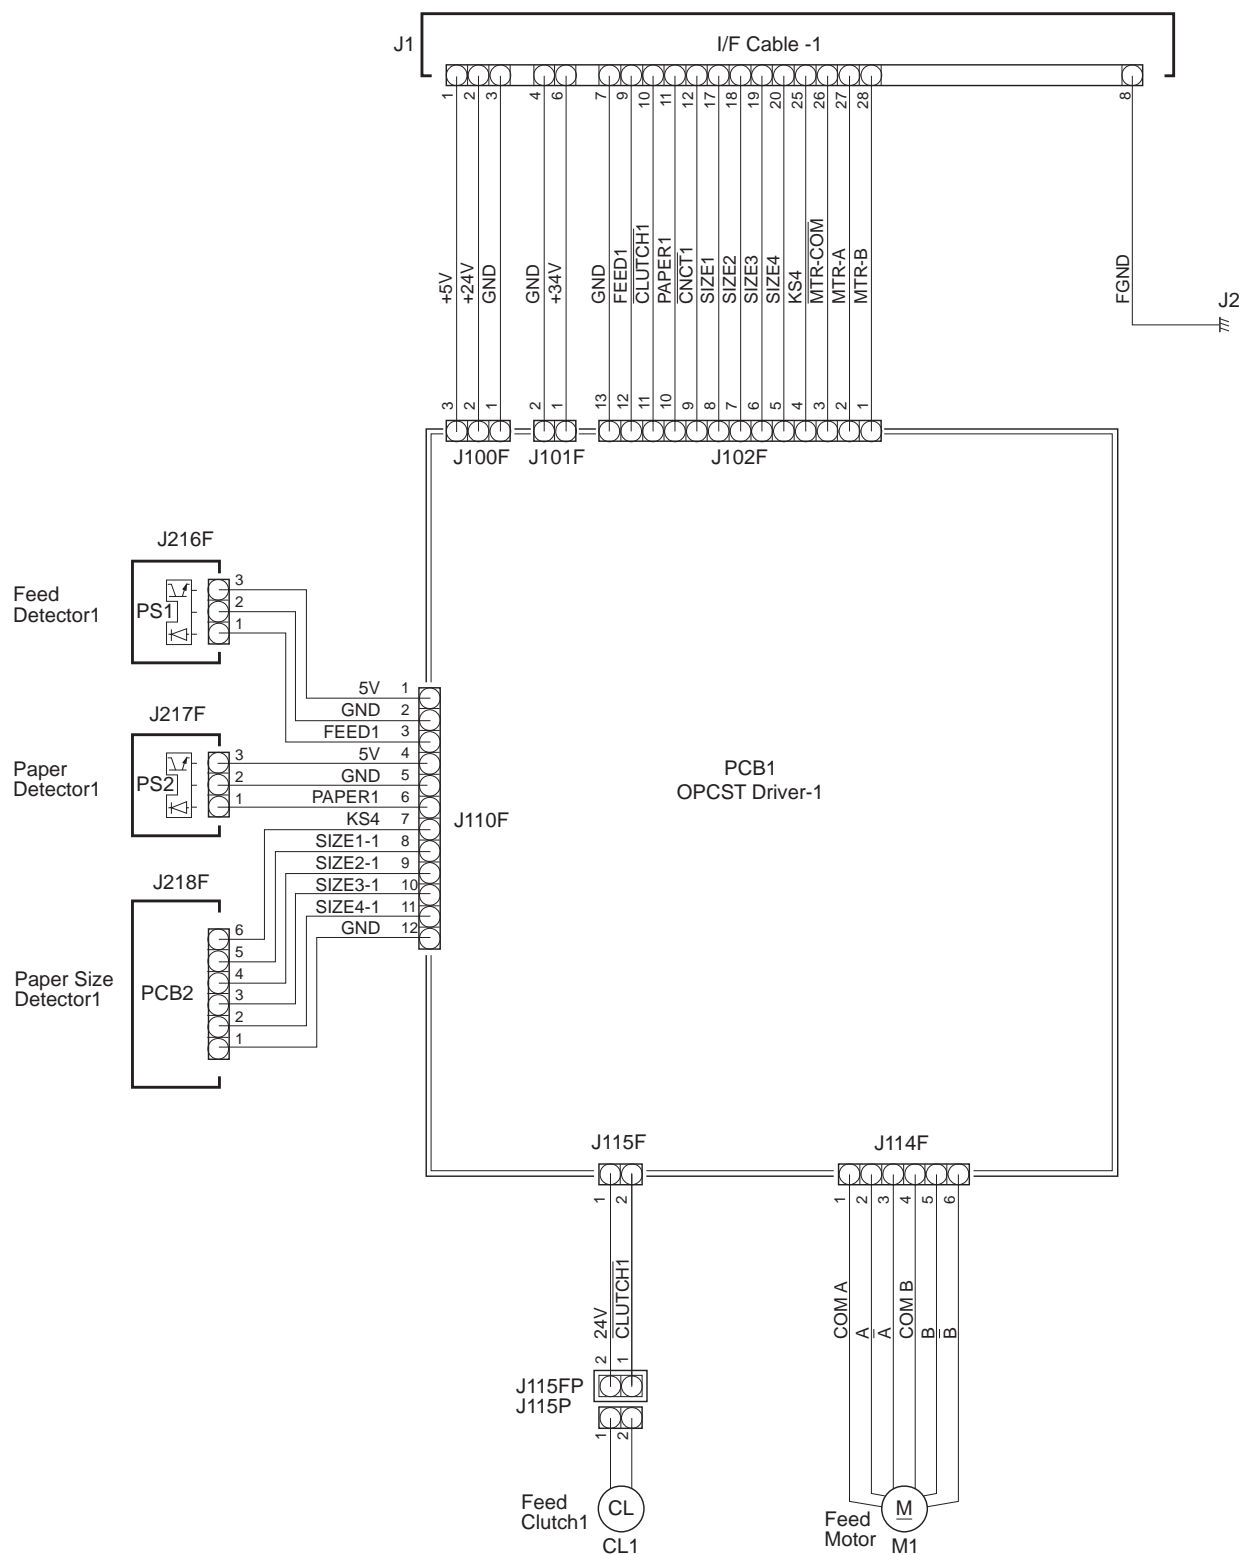 J1
I/F Cable -1
1
2
3
4
6
7
9
10
11
12
17
18
19
20
25
26
27
28
8
+5V
+24V
GND
GND
+34V
GND
FEED1
CLUTCH1
PAPER1
CNCT1
SIZE1
SIZE2
SIZE3
SIZE4
KS4
MTR-COM
MTR-A
MTR-B
FGND
J2
3
2
1
2
1
13
12
11
10
9
8
7
6
5
4
3
2
1
J100F
J101F
J102F
J216F
Feed
Detector1
PS1
3
2
1
J217F
Paper
Detector1
PS2
3
2
1
J218F
Paper Size
Detector1
PCB2
6
5
4
3
2
1
5V 1
GND 2
FEED1 3
5V 4
GND 5
PAPER1 6
KS4 7
SIZE1-1 8
SIZE2-1 9
SIZE3-1 10
SIZE4-1 11
GND 12
J110F
PCB1
OPCST Driver-1
J115F
J114F
1
2
24V
CLUTCH1
2
1
J115FP
J115P
1
2
Feed
Clutch1
CL
CL1
1
2
3
4
5
6
COM A
A
A
COM B
B
B
Feed
Motor
M
M1